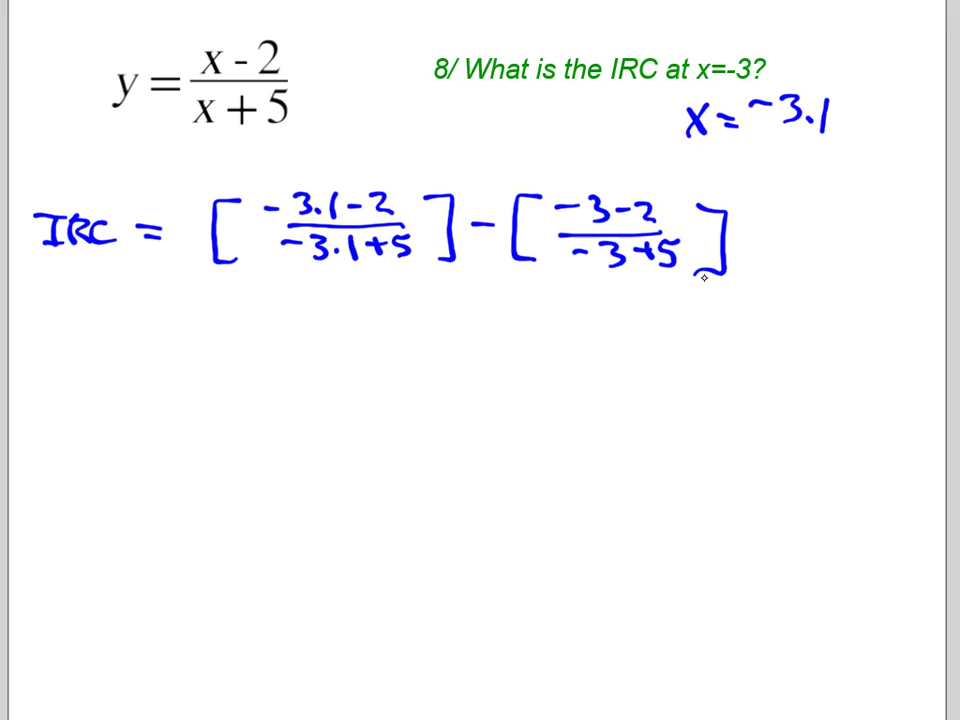 y = (x - 2)/(x + 5)
8/ What is the IRC at x=-3?
x = -3.1
IRC = [(-3.1-2)/(-3.1+5)] - [(-3-2)/(-3+5)]